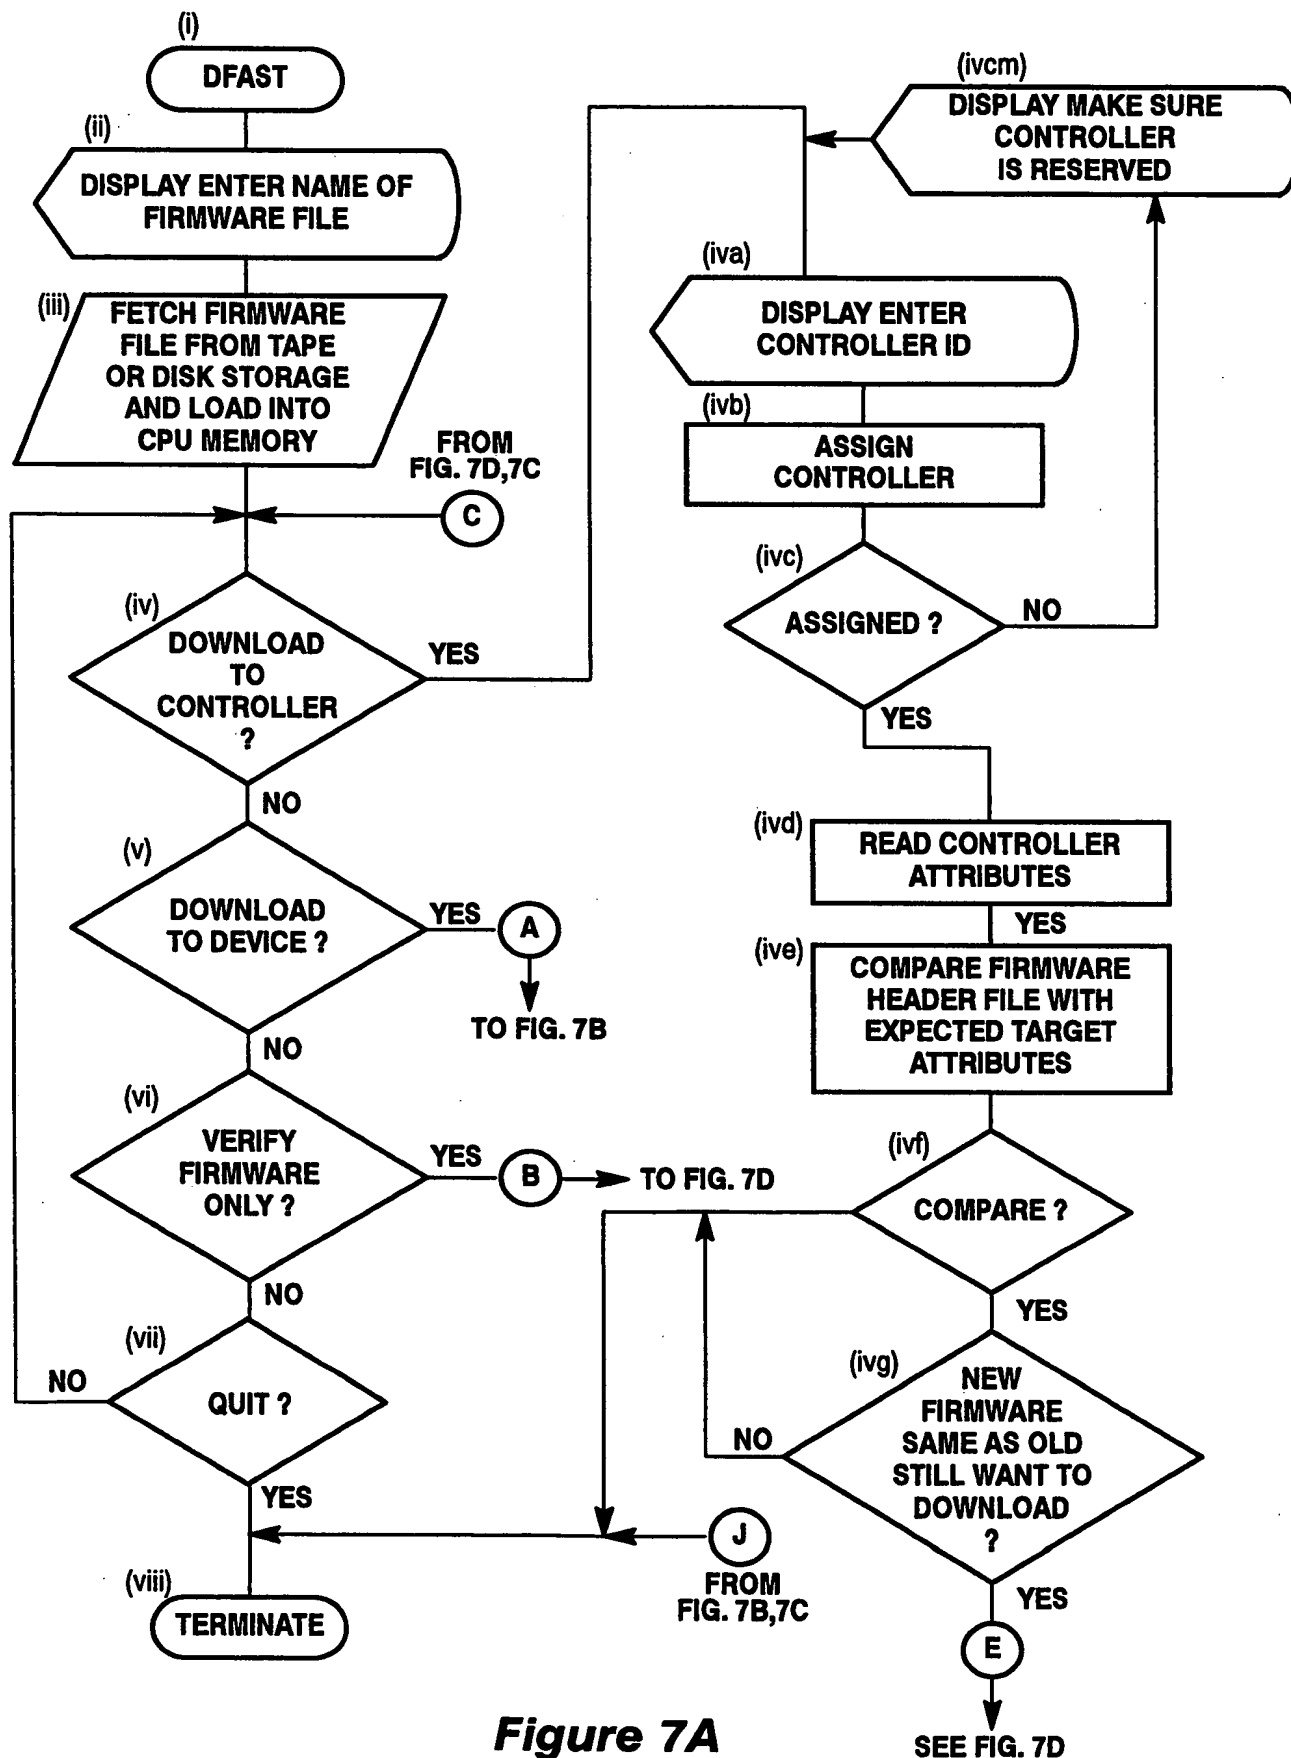 (i)
DFAST
(ii)
DISPLAY ENTER NAME OF
FIRMWARE FILE
(iii)
FETCH FIRMWARE
FILE FROM TAPE
OR DISK STORAGE
AND LOAD INTO
CPU MEMORY
FROM
FIG. 7D,7C
C
(iv)
DOWNLOAD
TO
CONTROLLER
?
YES
NO
(v)
DOWNLOAD
TO DEVICE ?
YES
A
TO FIG. 7B
NO
(vi)
VERIFY
FIRMWARE
ONLY ?
YES
B
TO FIG. 7D
NO
(vii)
QUIT ?
NO
YES
(viii)
TERMINATE
(ivcm)
DISPLAY MAKE SURE
CONTROLLER
IS RESERVED
(iva)
DISPLAY ENTER
CONTROLLER ID
(ivb)
ASSIGN
CONTROLLER
(ivc)
ASSIGNED ?
NO
YES
(ivd)
READ CONTROLLER
ATTRIBUTES
YES
(ive)
COMPARE FIRMWARE
HEADER FILE WITH
EXPECTED TARGET
ATTRIBUTES
(ivf)
COMPARE ?
YES
(ivg)
NEW
FIRMWARE
SAME AS OLD
STILL WANT TO
DOWNLOAD
?
NO
YES
J
FROM
FIG. 7B,7C
E
SEE FIG. 7D
Figure 7A